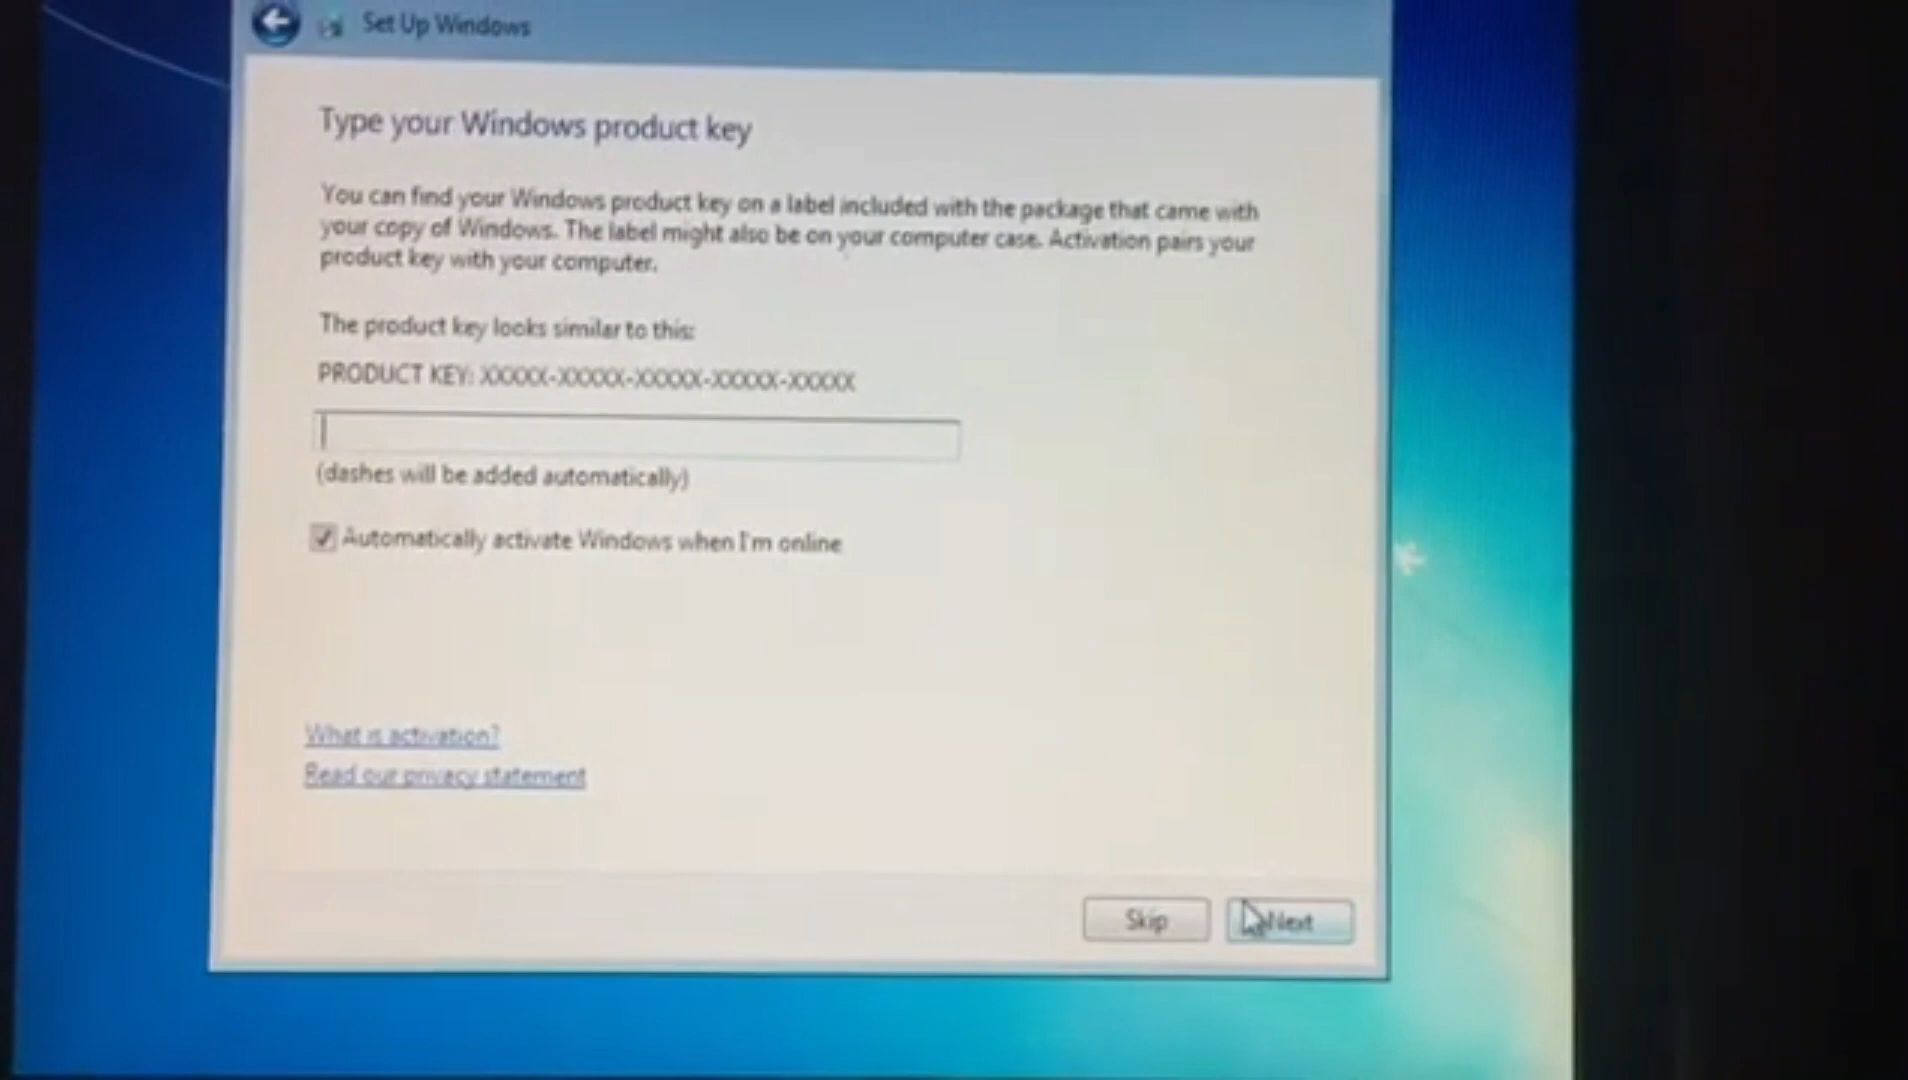 Set Up Windows
Type your Windows product key
You can find your Windows product key on a label included with the package that came with
your copy of Windows. The label might also be on your computer case. Activation pairs your
product key with your computer.
The product key looks similar to this:
PRODUCT KEY: XXXXX-XXXXX-XXXXX-XXXXX-XXXXX
(dashes will be added automatically)
Automatically activate Windows when I'm online
What is activation?
Read our privacy statement
Skip
Next